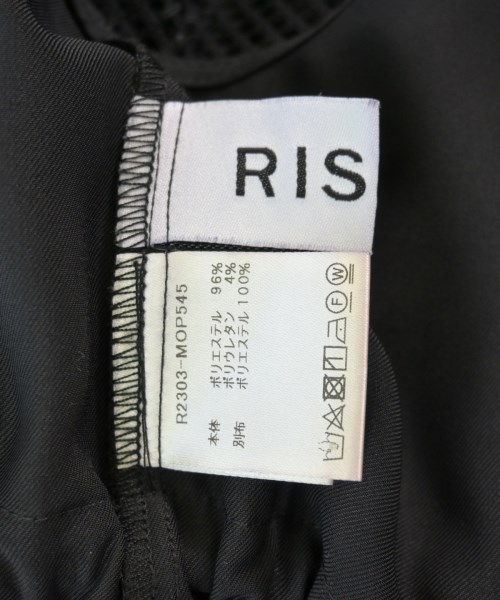 RIS
R2303-MOP545
本体 ポリエステル 96%
ポリウレタン 4%
別布 ポリエステル 100%
F W